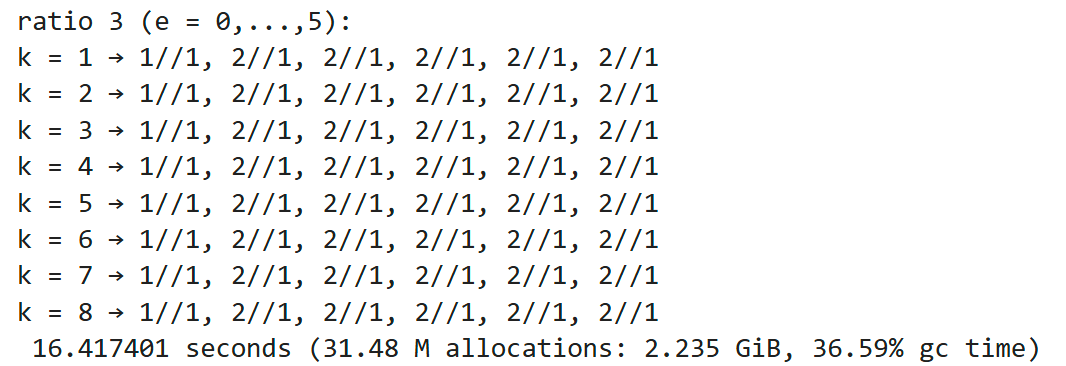 ratio 3 (e = 0,...,5):
k = 1 → 1//1, 2//1, 2//1, 2//1, 2//1, 2//1
k = 2 → 1//1, 2//1, 2//1, 2//1, 2//1, 2//1
k = 3 → 1//1, 2//1, 2//1, 2//1, 2//1, 2//1
k = 4 → 1//1, 2//1, 2//1, 2//1, 2//1, 2//1
k = 5 → 1//1, 2//1, 2//1, 2//1, 2//1, 2//1
k = 6 → 1//1, 2//1, 2//1, 2//1, 2//1, 2//1
k = 7 → 1//1, 2//1, 2//1, 2//1, 2//1, 2//1
k = 8 → 1//1, 2//1, 2//1, 2//1, 2//1, 2//1
16.417401 seconds (31.48 M allocations: 2.235 GiB, 36.59% gc time)